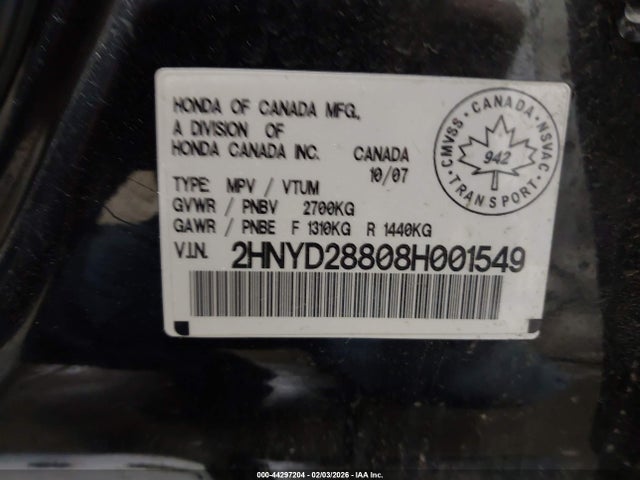 HONDA OF CANADA MFG.,
A DIVISION OF
HONDA CANADA INC. CANADA
10/07
TYPE: MPV / VTUM
GVWR / PNBV 2700KG
GAWR / PNBE F 1310KG R 1440KG
V.I.N. 2HNYD28808H001549
CMVSS • CANADA • NSVAC
942
TRANSPORT
000-44297204 - 02/03/2026 - IAA Inc.